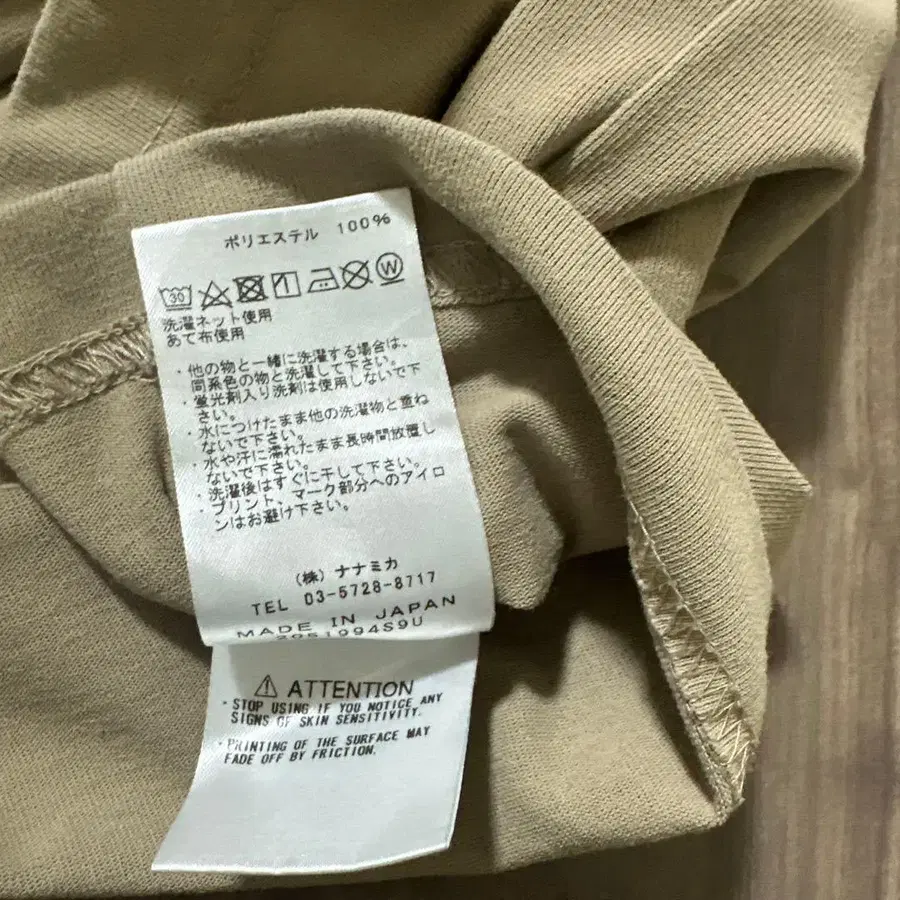 ポリエステル 100%
30
W
洗濯ネット使用
あて布使用
・他の物と一緒に洗濯する場合は、
同系色の物と洗濯して下さい。
・蛍光剤入り洗剤は使用しないで下
さい。
・水につけたまま他の洗濯物と重ね
ないで下さい。
・水や汗に濡れたまま長時間放置し
ないで下さい。
・洗濯後はすぐに干して下さい。
・プリント、マーク部分へのアイロ
ンはお避け下さい。
(株) ナナミカ
TEL 03-5728-8717
MADE IN JAPAN
⚠ ATTENTION
・STOP USING IF YOU NOTICE ANY
SIGNS OF SKIN SENSITIVITY.
・PRINTING OF THE SURFACE MAY
FADE OFF BY FRICTION.